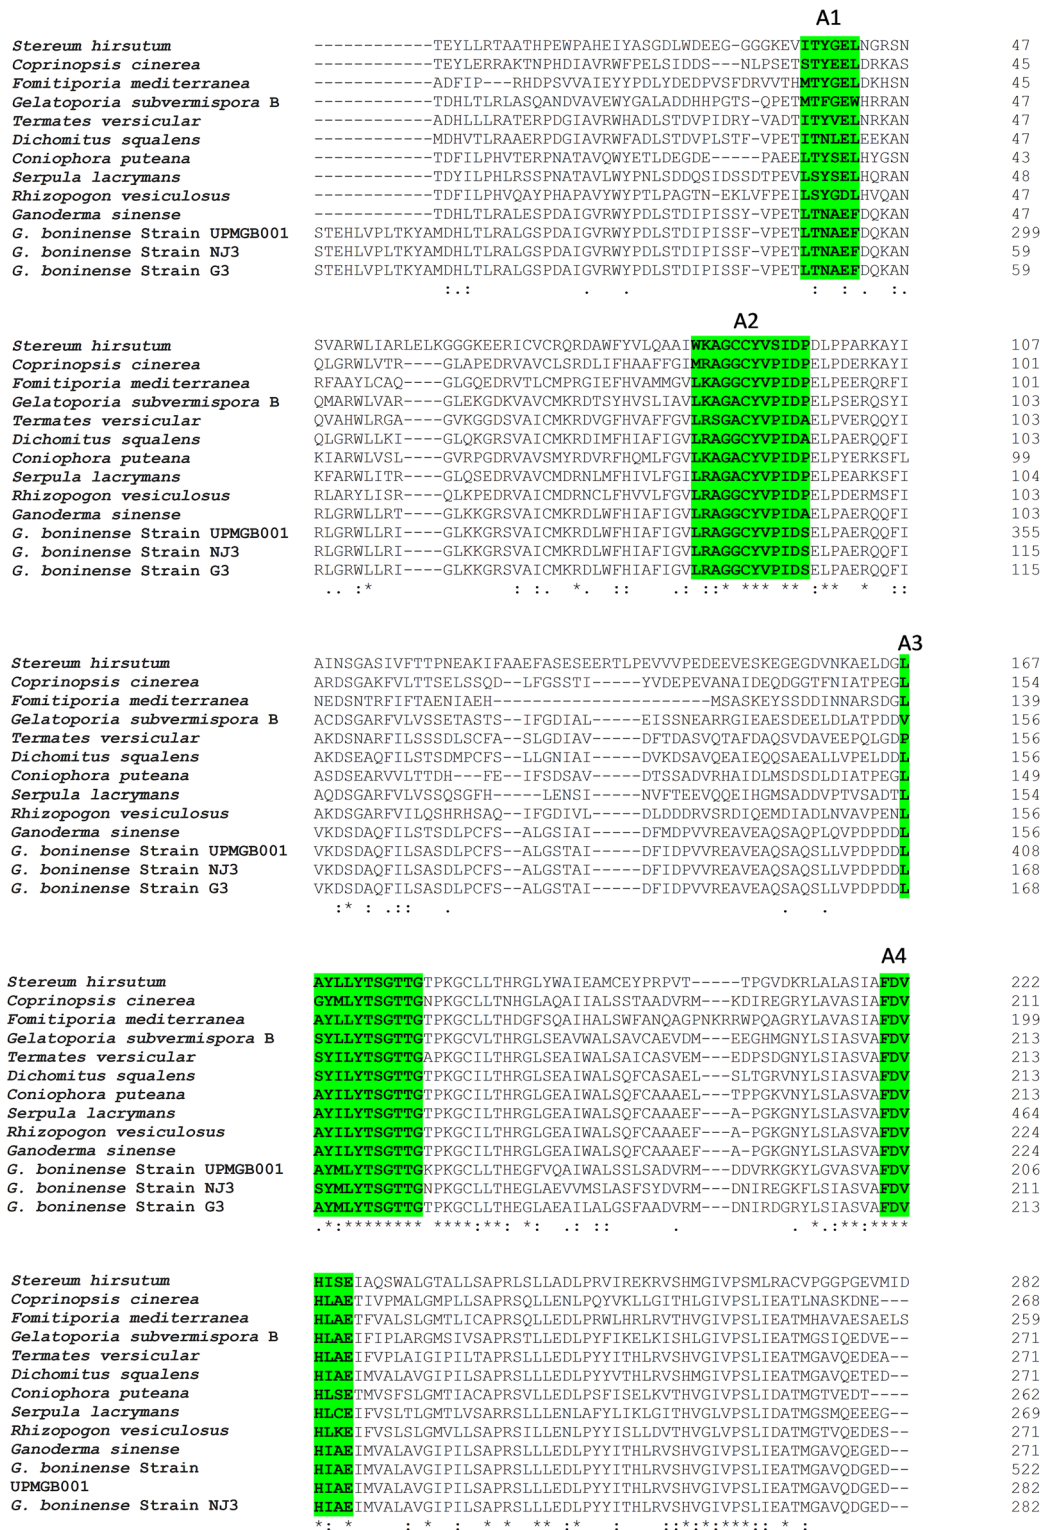 A1
Stereum hirsutum ------------TEYLLRTAATHPEWPAHEIYASGDLWDEEG-GGGKEVITYGELNGRSN 47
Coprinopsis cinerea ------------TEYLERRAKTNPHDIAVRWFPELSIDDS---NLPSETSTYEELDRKAS 45
Fomitiporia mediterranea ------------ADFIP---RHDPSVVAIEYYPDLYDEDPVSFDRVVTHMTYGELDKHSN 45
Gelatoporia subvermispora B ------------TDHLTLRLASQANDVAVEWYGALADDHHPGTS-QPETMTFGEWHRRAN 47
Termates versicular ------------ADHLLLRATERPDGIAVRWHADLSTDVPIDRY-VADTITYVELNRKAN 47
Dichomitus squalens ------------MDHVTLRAAERPDGIAVRWFADLSTDVPLSTF-VPETITNLELEEKAN 47
Coniophora puteana ------------TDFILPHVTERPNATAVQWYETLDEGDE-----PAEELTYSELHYGSN 43
Serpula lacrymans ------------TDYILPHLRSSPNATAVLWYPNLSDDQSIDSSDTPEVLSYSELHQRAN 48
Rhizopogon vesiculosus ------------TDFILPHVQAYPHAPAVVWYPTLPAGTN-EKLVFPEILSYGDLHVQAN 47
Ganoderma sinense ------------TDHLTLRALESPDAIGVRWYPDLSTDIPISSY-VPETLTNAEFDQKAN 47
G. boninense Strain UPMGB001 STEHLVPLTKYAMDHLTLRALGSPDAIGVRWYPDLSTDIPISSF-VPETLTNAEFDQKAN 299
G. boninense Strain NJ3 STEHLVPLTKYAMDHLTLRALGSPDAIGVRWYPDLSTDIPISSF-VPETLTNAEFDQKAN 59
G. boninense Strain G3 STEHLVPLTKYAMDHLTLRALGSPDAIGVRWYPDLSTDIPISSF-VPETLTNAEFDQKAN 59
:.: . . : : . :.
A2
Stereum hirsutum SVARWLIARLELKGGGKEERICVCRQRDAWFYVLQAAIWKAGCCYVSIDPDLPPARKAYI 107
Coprinopsis cinerea QLGRWLVTR----GLAPEDRVAVCLSRDLIFHAAFFGIMRAGGCYVPIDPELPDERKAYI 101
Fomitiporia mediterranea RFAAYLCAQ----GLGQEDRVTLCMPRGIEFHVAMMGVLKAGGCYVPIDPELPAERQRFI 101
Gelatoporia subvermispora B QMARWLVAR----GLEKGDKVAVCMKRDTSYHVSLIAVLKAGACYVPIDPELPSERQSYI 103
Termates versicular QVAHWLRGA----GVKGGDSVAICMKRDVGFHVAFFGVLRSGACYVPIDAELPVERQQYI 103
Dichomitus squalens QLGRWLLKI----GLQKGRSVAICMKRDIMFHIAFIGVLRAGGCYVPIDAELPAERQQFI 103
Coniophora puteana KIARWLVSL----GVRPGDRVAVSMYRDVRFHQMLFGVLKAGACYVPIDPELPYERKSFL 99
Serpula lacrymans KFARWLITR----GLQSEDRVAICMDRNLMFHIVLFGILRAGACYVPIDPELPEARKSFI 104
Rhizopogon vesiculosus RLARYLISR----QLKPEDRVAICMDRNCLFHVVLFGVLRAGGCYVPIDPELPDERMSFI 103
Ganoderma sinense RLGRWLLRT----GLKKGRSVAICMKRDLWFHIAFIGVLRAGGCYVPIDAELPAERQQFI 103
G. boninense Strain UPMGB001 RLGRWLLRI----GLKKGRSVAICMKRDLWFHIAFIGVLRAGGCYVPIDSELPAERQQFI 355
G. boninense Strain NJ3 RLGRWLLRI----GLKKGRSVAICMKRDLWFHIAFIGVLRAGGCYVPIDSELPAERQQFI 115
G. boninense Strain G3 RLGRWLLRI----GLKKGRSVAICMKRDLWFHIAFIGVLRAGGCYVPIDSELPAERQQFI 115
.. :* : :. *. :: .: ::* *** ** :** * ::
A3
Stereum hirsutum AINSGASIVFTTPNEAKIFAAEFASESEERTLPEVVVPEDEEVESKEGEGDVNKAELDGL 167
Coprinopsis cinerea ARDSGAKFVLTTSELSSQD--LFGSSTI-----YVDEPEVANAIDEQDGGTFNIATPEGL 154
Fomitiporia mediterranea NEDSNTRFIFTAENIAEH---------------------MSASKEYSSDDINNARSDGL 139
Gelatoporia subvermispora B ACDSGARFVLVSSETASTS--IFGDIAL-----EISSNEARRGIEAESDEELDLATPDDV 156
Termates versicular AKDSNARFILSSSDLSCFA--SLGDIAV-----DFTDASVQTAFDAQSVDAVEEPQLGDP 156
Dichomitus squalens AKDSEAQFILSTSDMPCFS--LLGNIAI-----DVKDSAVQEAIEQQSAEALLVPELDDL 156
Coniophora puteana ASDSEARVVLTTDH---FE--IFSDSAV-----DTSSADVRHAIDLMSDSDLDIATPEDL 149
Serpula lacrymans AQDSGARFVLVSSQSGFH----LENSI-----NVFTEEVQQEIHGMSADDVPTVSADTL 154
Rhizopogon vesiculosus AKDSGARFVILQSHRHSAQ--IFGDIVL-----DLDDDRVSRDIQEMDIADLNVAVPENL 156
Ganoderma sinense VKDSDAQFILSTSDLPCFS--ALGSIAI-----DFMDPVVREAVEAQSAQPLQVPDPDDL 156
G. boninense Strain UPMGB001 VKDSDAQFILSASDLPCFS--ALGSTAI-----DFIDPVVREAVEAQSAQSLLVPDPDDL 408
G. boninense Strain NJ3 VKDSDAQFILSASDLPCFS--ALGSTAI-----DFIDPVVREAVEAQSAQSLLVPDPDDL 168
G. boninense Strain G3 VKDSDAQFILSASDLPCFS--ALGSTAI-----DFIDPVVREAVEAQSAQSLLVPDPDDL 168
:* : .:: . . .
A4
Stereum hirsutum AYLLYTSGTTGTPKGCLLTHRGLYWAIEAMCEYPRPVT-----TPGVDKRLALASIAFDV 222
Coprinopsis cinerea GYMLYTSGTTGNPKGCLLTNHGLAQAIIALSSTAADVRM----KDIREGRYLAVASIAFDV 211
Fomitiporia mediterranea AYLLYTSGTTGTPKGCLLTHDGFSQAIHALSWFANQAGPNKRRWPQAGRYLAVASIAFDV 199
Gelatoporia subvermispora B SYLLYTSGTTGTPKGCVLTHRGLSEAVWALSAVCAEVDM---EEGHMGNYLSIASIAFDV 213
Termates versicular SYILYTSGTTGAPKGCILTHRGLSEAIWALSAICASVEM---EDPSDGNYLSIASVAFDV 213
Dichomitus squalens SYILYTSGTTGTPKGCILTHRGLSEAIWALSQFCASAEL---SLTGRVNYLSIASVAFDV 213
Coniophora puteana AYILYTSGTTGTPKGCILTHRGLGEAIWALSQFCAAAEL---TPPGKVNYLSLASIAFDV 213
Serpula lacrymans AYILYTSGTTGTPKGCILTHRGLGEAIWALSQFCAAAEF---A-PGKGNYLSLASVAFDV 464
Rhizopogon vesiculosus AYILYTSGTTGTPKGCILTHRGLGEAIWALSQFCAAAEF---A-PGKGNYLSLASVAFDV 224
Ganoderma sinense AYILYTSGTTGTPKGCILTHRGLGEAIWALSQFCAAAEF---A-PGKGNYLSLASVAFDV 224
G. boninense Strain UPMGB001 AYMLYTSGTTGKPKGCLLTHEGFVQAIWALSSLSADVRM---DDVRKGKYLGVASVAFDV 206
G. boninense Strain NJ3 SYMLYTSGTTGNPKGCLLTHEGLAEVVMSLASFSYDVRM---DNIREGKFLSIASVAFDV 211
G. boninense Strain G3 AYMLYTSGTTGTPKGCLLTHEGLAEAILALGSFAADVRM---DNIRDGRYLSIASVAFDV 213
.*:******** ****:**: *: .: :: . . *.:**:****
Stereum hirsutum HISEIAQSWALGTALLSAPRLSLLADLPRVIREKRVSHMGIVPSMLRACVPGGPGEVMID 282
Coprinopsis cinerea HLAETIVPMALGMPLLSAPRSQLLENLPQYVKLLGITHLGIVPSLIEATLNASKDNE--- 268
Fomitiporia mediterranea HLAETFVALSLGMTLICAPRSQLLEDLPRWLHRLRVTHVGIVPSLIEATMHAVAESAELS 259
Gelatoporia subvermispora B HLAEIFIPLARGMSIVSAPRSTLLEDLPYFIKELKISHLGIVPSLIEATMGSIQEDVE-- 271
Termates versicular HLAEIFVPLAIGIPILTAPRSLLLEDLPYYITHLRVSHVGIVPSLIEATMGAVQEDEA-- 271
Dichomitus squalens HIAEIMVALAVGIPILSAPRSLLLEDLPYYVTHLRVSHMGIVPSLIEATMGAVQETED-- 271
Coniophora puteana HLSETMVSFSLGMTIACAPRSVLLEDLPSFISELKVTHVGIVPSLIDATMGTVEDT---- 262
Serpula lacrymans HLCEIFVSLTLGMTLVSARRSLLLENLAFYLIKLGITHVGLVPSLIDATMGSMQEEEG-- 269
Rhizopogon vesiculosus HLKEIFVSLSLGMVLLSAPRSILLENLPYYISLLDVTHVGLVPSLIDATMGTVQEDES-- 271
Ganoderma sinense HIAEIMVALAVGIPILSAPRSLLLEDLPYYITHLRVSHVGIVPSLIEATMGAVQEGED-- 271
G. boninense Strain HIAEIMVALAVGIPILSAPRSLLLEDLPYYITHLRVSHVGIVPSLIEATMGAVQDGED-- 522
UPMGB001 HIAEIMVALAVGIPILSAPRSLLLEDLPYYITHLRVSHVGIVPSLIEATMGAVQDGED-- 282
G. boninense Strain NJ3 HIAEIMVALAVGIPILSAPRSLLLEDLPYYITHLRVSHVGIVPSLIEATMGAVQDGED-- 282
*: * : * : * * ** :* : ::*:*:***:: * :